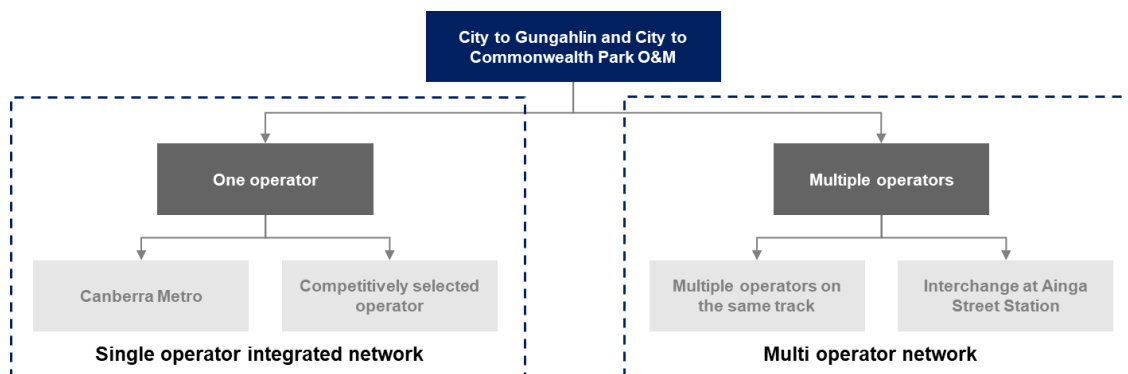 City to Gungahlin and City to
Commonwealth Park O&M
One operator
Multiple operators
Canberra Metro
Competitively selected
operator
Multiple operators on
the same track
Interchange at Ainga
Street Station
Single operator integrated network
Multi operator network